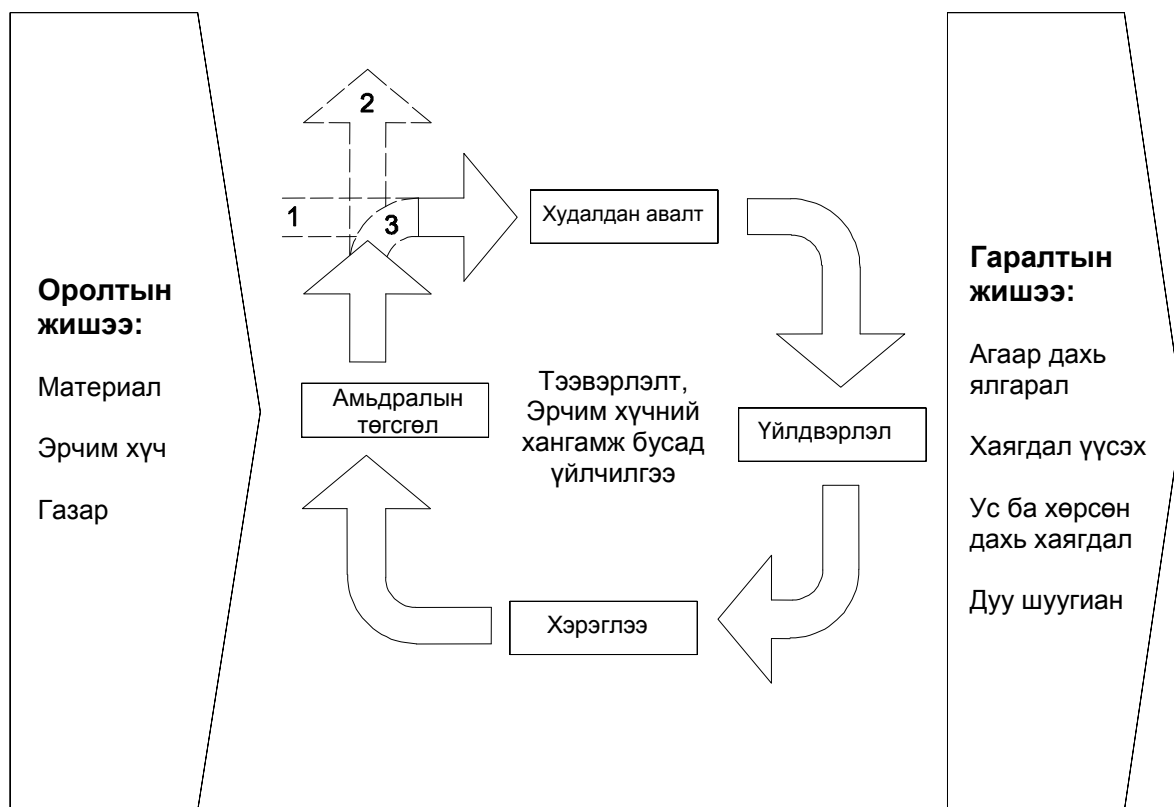 Оролтын
жишээ:
Материал
Эрчим хүч
Газар
2
1
3
Худалдан авалт
Амьдралын
төгсгөл
Тээвэрлэлт,
Эрчим хүчний
хангамж бусад
үйлчилгээ
Үйлдвэрлэл
Хэрэглээ
Гаралтын
жишээ:
Агаар дахь
ялгарал
Хаягдал үүсэх
Ус ба хөрсөн
дахь хаягдал
Дуу шуугиан